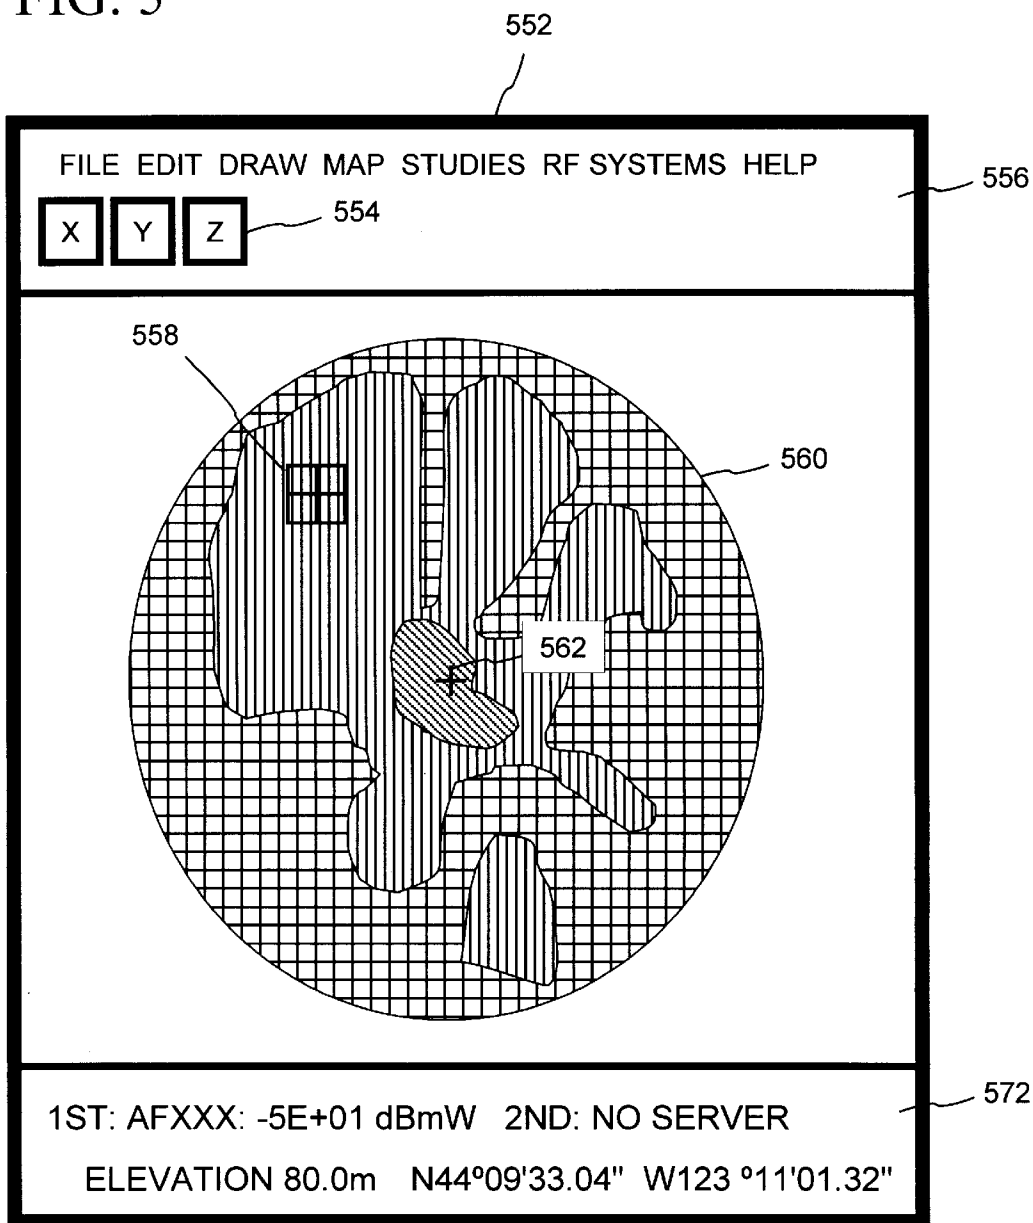 FIG. 5
552
FILE EDIT DRAW MAP STUDIES RF SYSTEMS HELP
556
X Y Z
554
558
560
562
572
1ST: AFXXX: -5E+01 dBmW 2ND: NO SERVER
ELEVATION 80.0m N44º09'33.04" W123 º11'01.32"